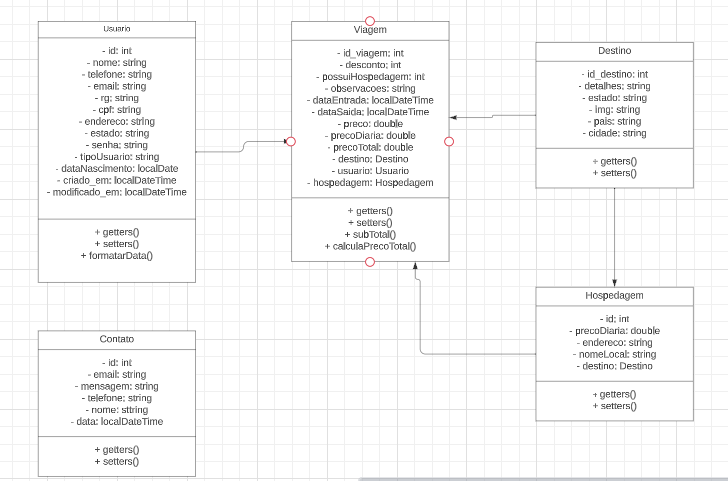 Usuario
- id: int
- nome: string
- telefone: string
- email: string
- rg; string
- cpf: string
- endereco: string
- estado: string
- senha; string
- tipoUsuario: string
- dataNascimento; localDate
- criado_em: localDateTime
- modificado_em; localDateTime
+ getters()
+ setters()
+ formatarData()
Viagem
- id_viagem; int
- desconto; int
- possuiHospedagem: int
- observacoes: string
- dataEntrada: localDateTime
- dataSaida; localDateTime
- preco: double
- precoDiaria: double
- precoTotal: double
- destino; Destino
- usuario: Usuario
- hospedagem: Hospedagem
+ getters()
+ setters()
+ subTotal()
+ calculaPrecoTotal()
Destino
- id_destino: int
- detalhes; string
- estado: string
- img: string
- pais: string
- cidade; string
+ getters()
+ setters()
Hospedagem
- id; int
- precoDiaria: double
- endereco: string
- nomeLocal: string
- destino; Destino
+ getters()
+ setters()
Contato
- id: int
- email: string
- mensagem: string
- telefone; string
- nome: sttring
- data: localDateTime
+ getters()
+ setters()